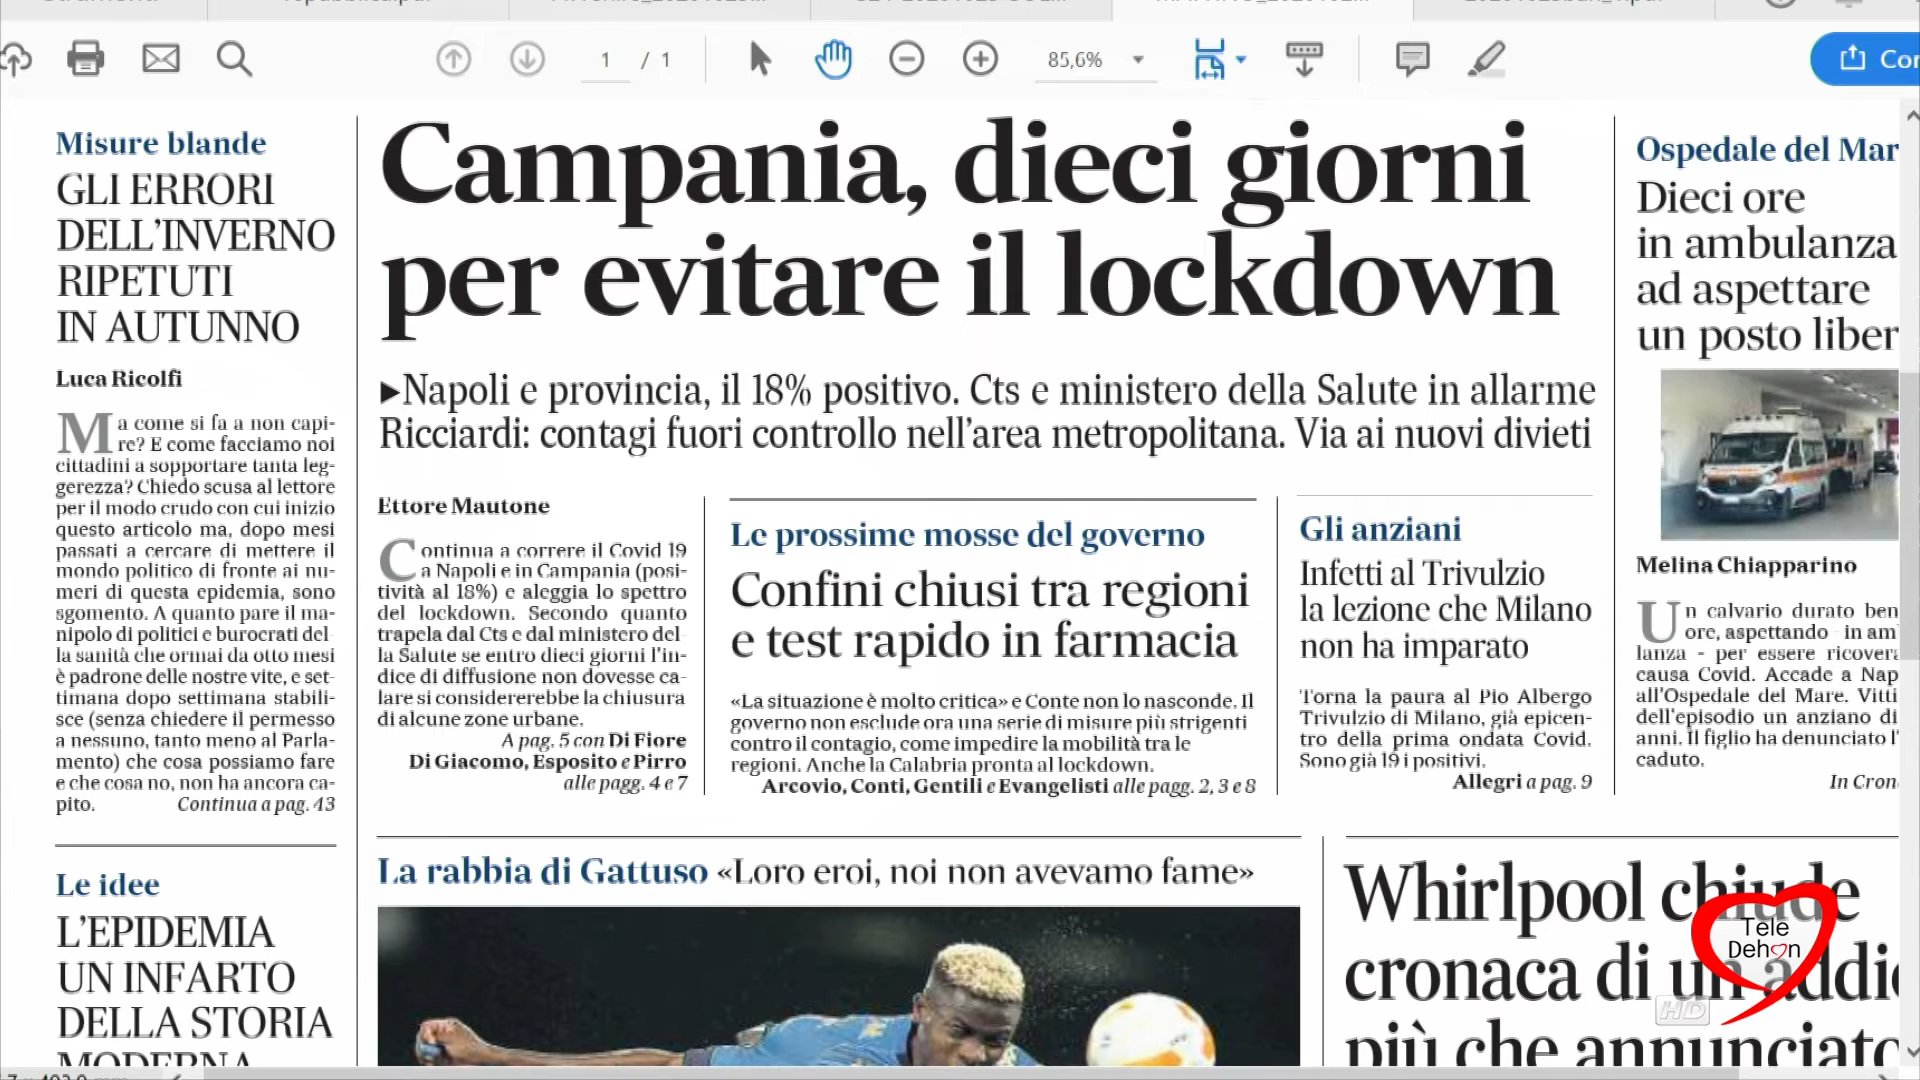 1 / 1
85,6%
Misure blande
GLI ERRORI
DELL'INVERNO
RIPETUTI
IN AUTUNNO
Luca Ricolfi
Ma come si fa a non capi-
re? E come facciamo noi
cittadini a sopportare tanta leg-
gerezza? Chiedo scusa al lettore
per il modo crudo con cui inizio
questo articolo ma, dopo mesi
passati a cercare di mettere il
mondo politico di fronte ai nu-
meri di questa epidemia, sono
sgomento. A quanto pare il ma-
nipolo di politici e burocrati del-
la sanità che ormai da otto mesi
è padrone delle nostre vite, e set-
timana dopo settimana stabili-
sce (senza chiedere il permesso
a nessuno, tanto meno al Parla-
mento) che cosa possiamo fare
e che cosa no, non ha ancora ca-
pito. Continua a pag. 43
Le idee
L'EPIDEMIA
UN INFARTO
DELLA STORIA
MODERNA
Campania, dieci giorni
per evitare il lockdown
▸Napoli e provincia, il 18% positivo. Cts e ministero della Salute in allarme
Ricciardi: contagi fuori controllo nell'area metropolitana. Via ai nuovi divieti
Ettore Mautone
Continua a correre il Covid 19
a Napoli e in Campania (posi-
tività al 18%) e aleggia lo spettro
del lockdown. Secondo quanto
trapela dal Cts e dal ministero del-
la Salute se entro dieci giorni l'in-
dice di diffusione non dovesse ca-
lare si considererebbe la chiusura
di alcune zone urbane.
A pag. 5 con Di Fiore
Di Giacomo, Esposito e Pirro
alle pagg. 4 e 7
Le prossime mosse del governo
Confini chiusi tra regioni
e test rapido in farmacia
«La situazione è molto critica» e Conte non lo nasconde. Il
governo non esclude ora una serie di misure più strigenti
contro il contagio, come impedire la mobilità tra le
regioni. Anche la Calabria pronta al lockdown.
Arcovio, Conti, Gentili e Evangelisti alle pagg. 2, 3 e 8
Gli anziani
Infetti al Trivulzio
la lezione che Milano
non ha imparato
Torna la paura al Pio Albergo
Trivulzio di Milano, già epicen-
tro della prima ondata Covid.
Sono già 19 i positivi.
Allegri a pag. 9
Ospedale del Mar
Dieci ore
in ambulanza
ad aspettare
un posto liber
Melina Chiapparino
Un calvario durato ben
ore, aspettando in am
lanza - per essere ricovera
causa Covid. Accade a Nap
all'Ospedale del Mare. Vitti
dell'episodio un anziano di
anni. Il figlio ha denunciato l'
caduto.
In Cron
La rabbia di Gattuso «Loro eroi, noi non avevamo fame»
Whirlpool chiude
cronaca di un addio
più che annunciato
Tele
Dehon
HD